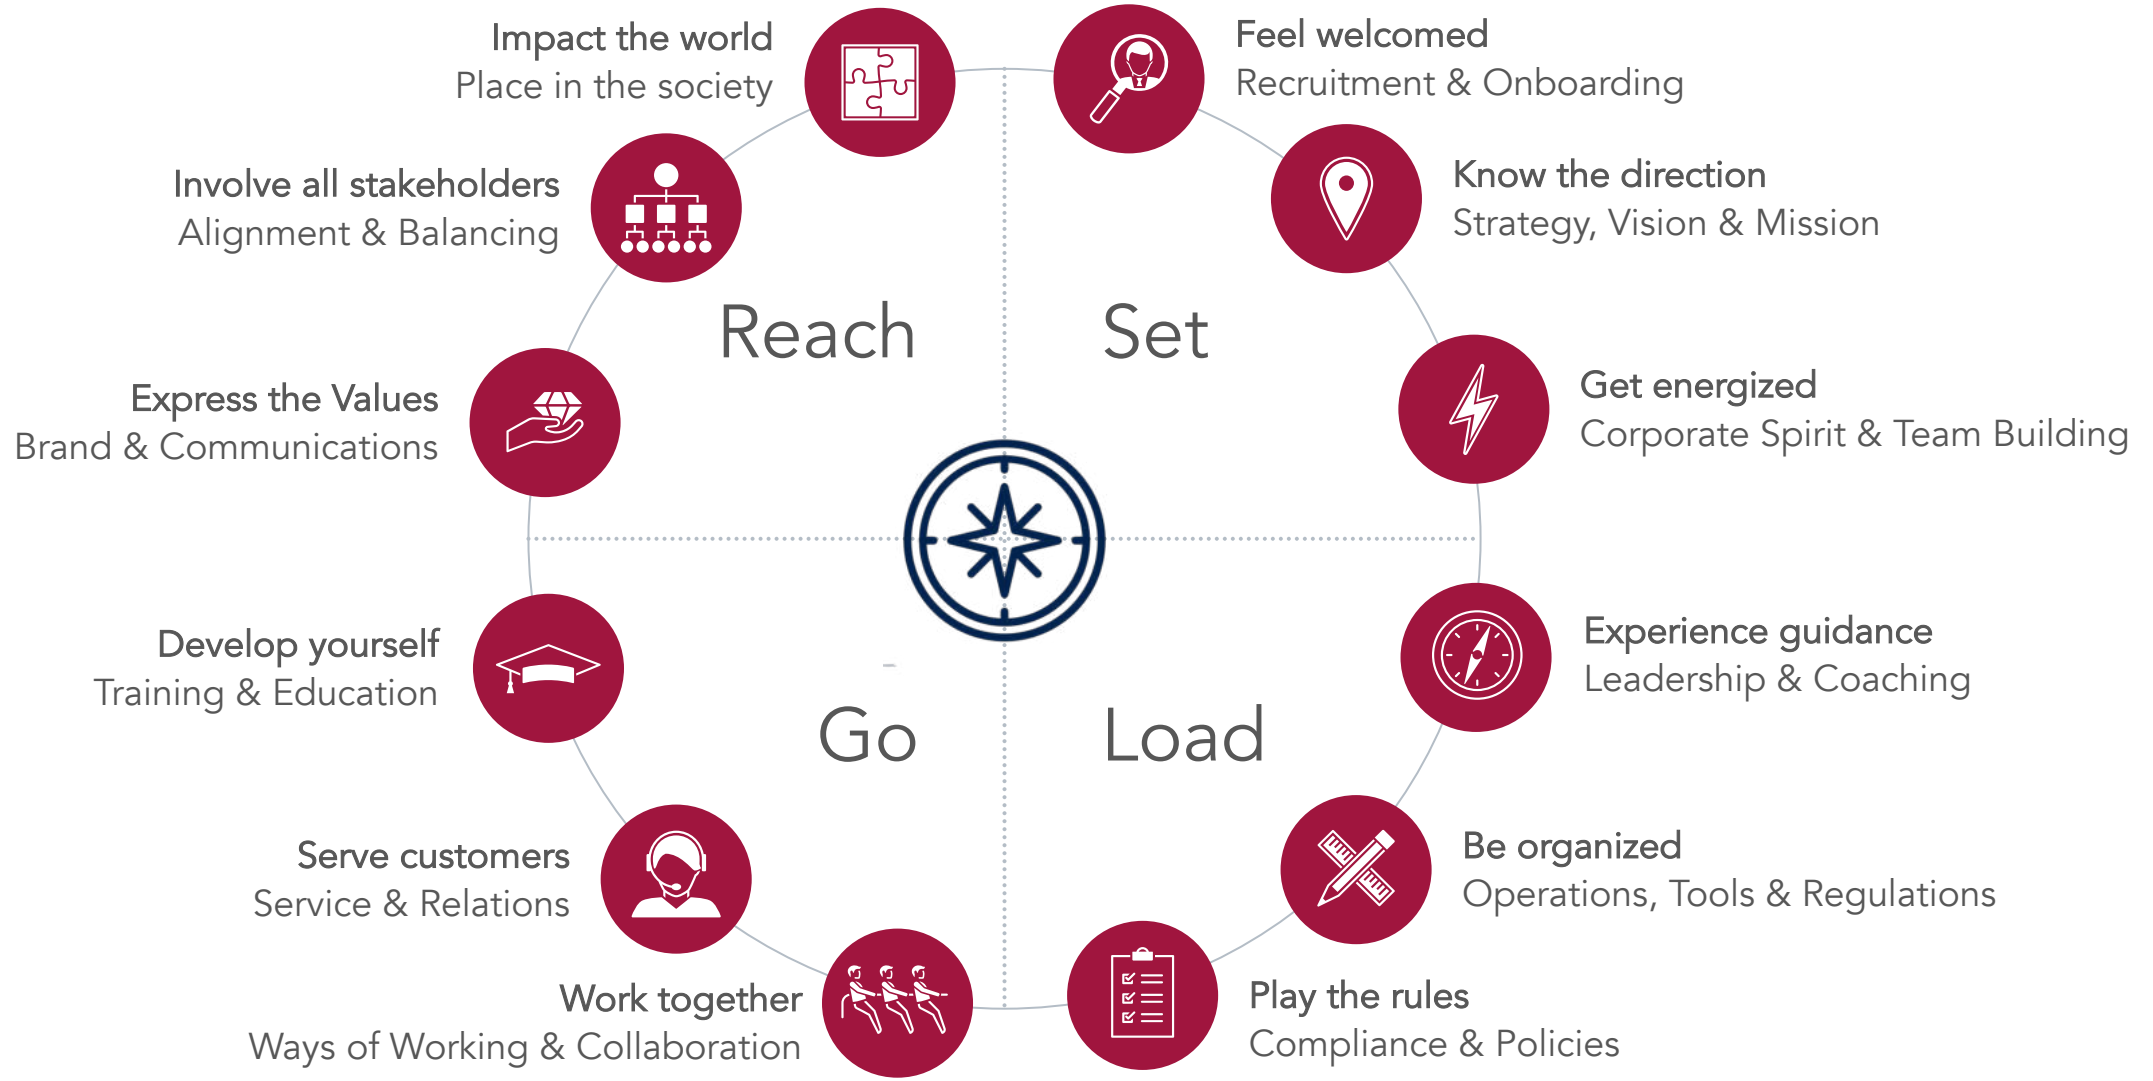 Impact the world
Place in the society
Feel welcomed
Recruitment & Onboarding
Involve all stakeholders
Alignment & Balancing
Know the direction
Strategy, Vision & Mission
Reach
Set
Express the Values
Brand & Communications
Get energized
Corporate Spirit & Team Building
Develop yourself
Training & Education
Experience guidance
Leadership & Coaching
Go
Load
Serve customers
Service & Relations
Be organized
Operations, Tools & Regulations
Work together
Ways of Working & Collaboration
Play the rules
Compliance & Policies